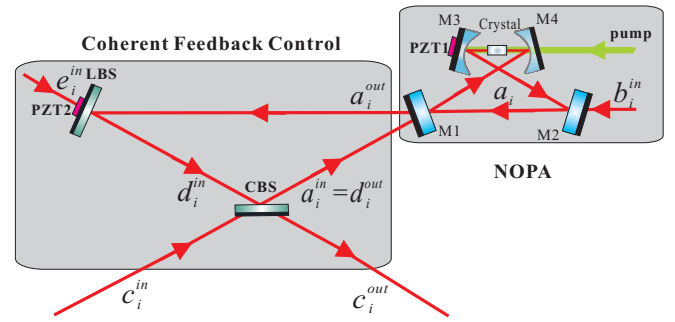 M3
Crystal
M4
PZT1
pump
Coherent Feedback Control
e_i^{in}
LBS
PZT2
a_i^{out}
a_i
b_i^{in}
M1
M2
NOPA
d_i^{in}
CBS
a_i^{in} = d_i^{out}
c_i^{in}
c_i^{out}